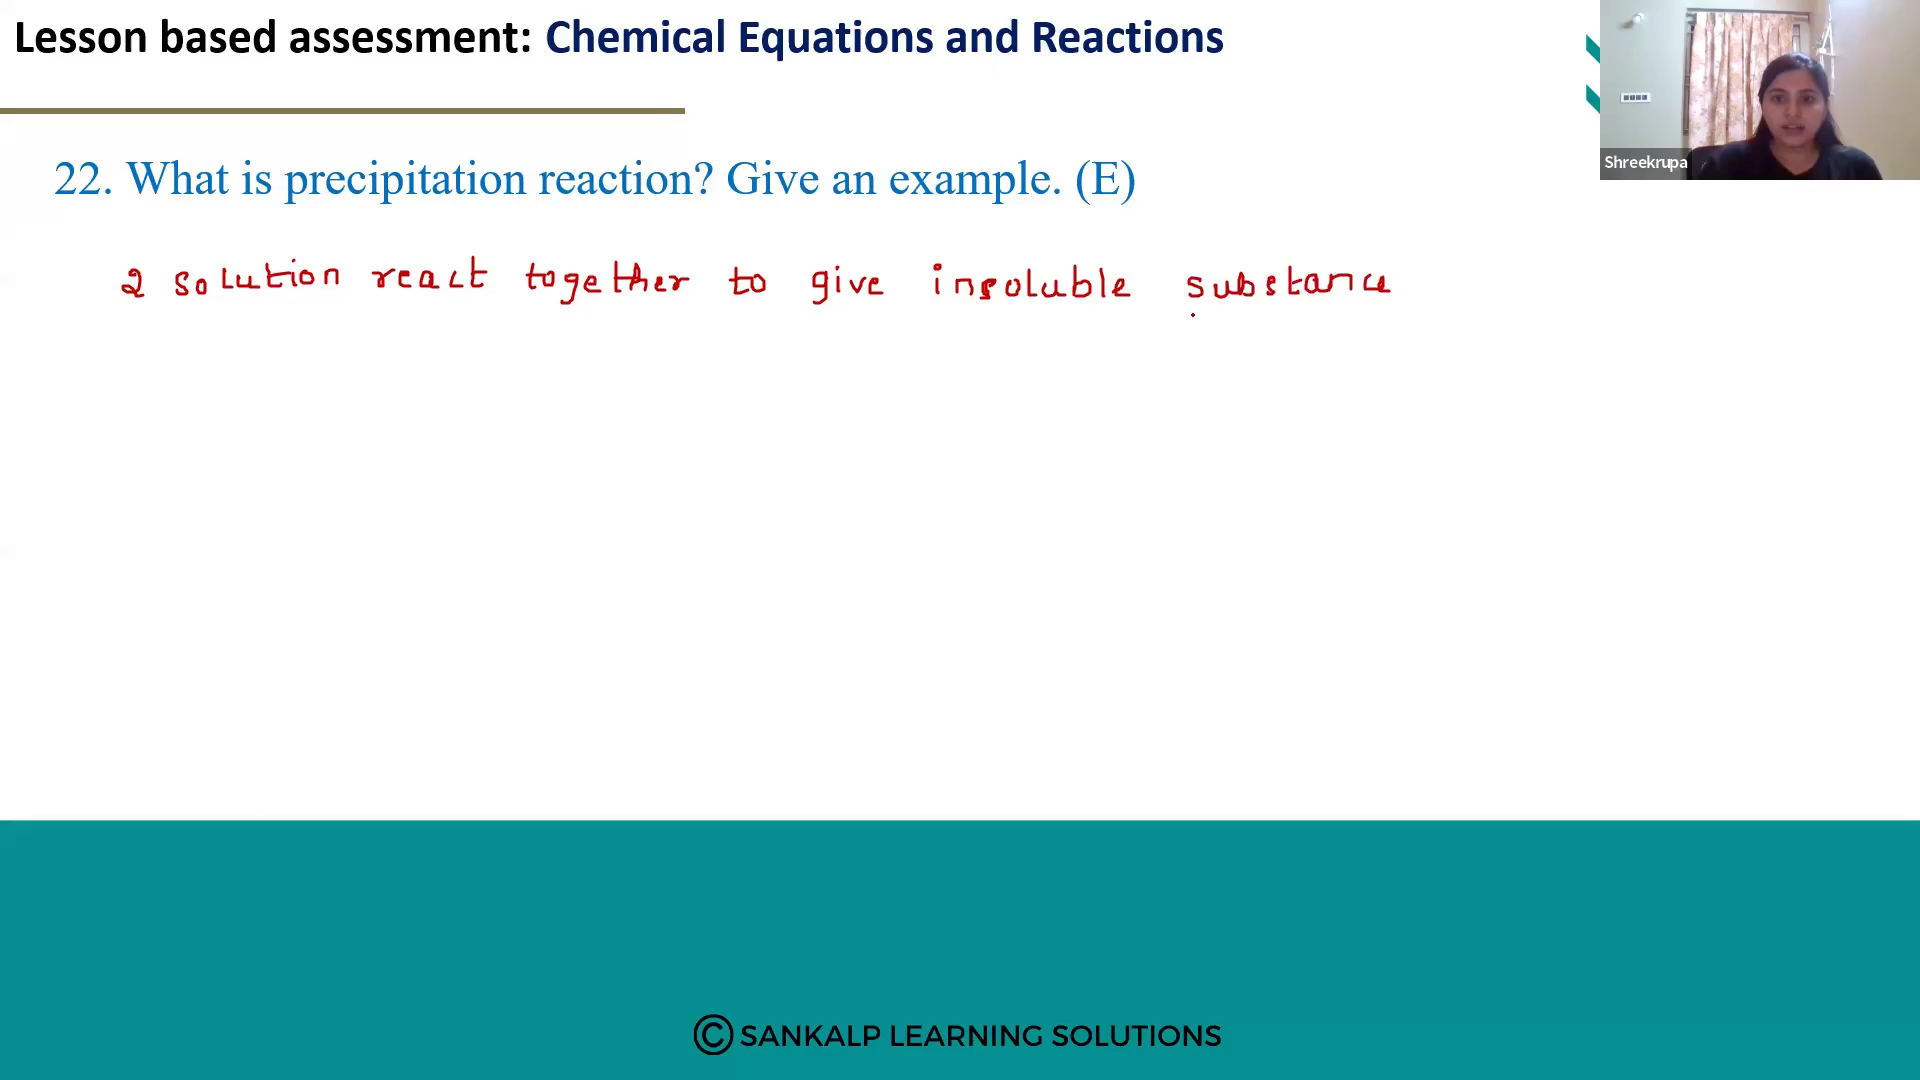 Lesson based assessment: Chemical Equations and Reactions
Shreekrupa
22. What is precipitation reaction? Give an example. (E)
2 solution react together to give insoluble substance
© SANKALP LEARNING SOLUTIONS